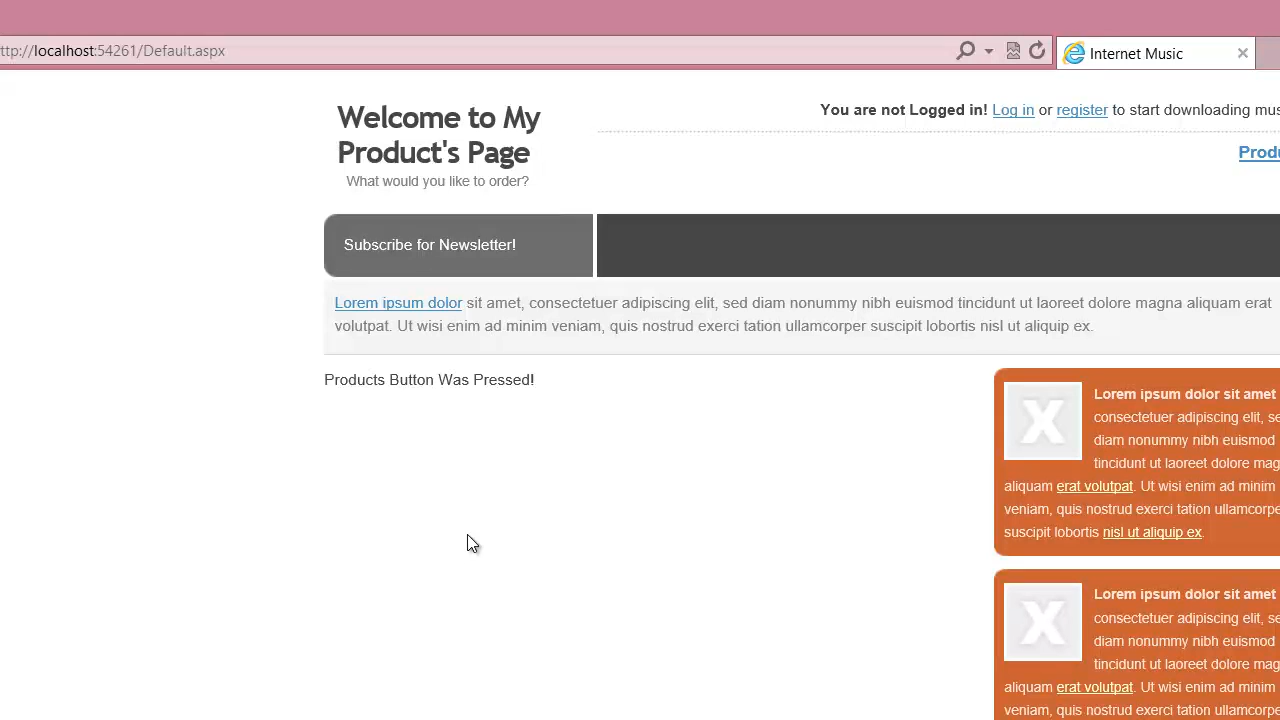 ttp://localhost:54261/Default.aspx
Internet Music
Welcome to My
Product's Page
What would you like to order?
You are not Logged in! Log in or register to start downloading mus
Produ
Subscribe for Newsletter!
Lorem ipsum dolor sit amet, consectetuer adipiscing elit, sed diam nonummy nibh euismod tincidunt ut laoreet dolore magna aliquam erat
volutpat. Ut wisi enim ad minim veniam, quis nostrud exerci tation ullamcorper suscipit lobortis nisl ut aliquip ex.
Products Button Was Pressed!
Lorem ipsum dolor sit amet
consectetuer adipiscing elit, se
diam nonummy nibh euismod
tincidunt ut laoreet dolore mag
aliquam erat volutpat. Ut wisi enim ad minim
veniam, quis nostrud exerci tation ullamcorpe
suscipit lobortis nisl ut aliquip ex.
Lorem ipsum dolor sit amet
consectetuer adipiscing elit, se
diam nonummy nibh euismod
tincidunt ut laoreet dolore mag
aliquam erat volutpat. Ut wisi enim ad minim
veniam, quis nostrud exerci tation ullamcorpe